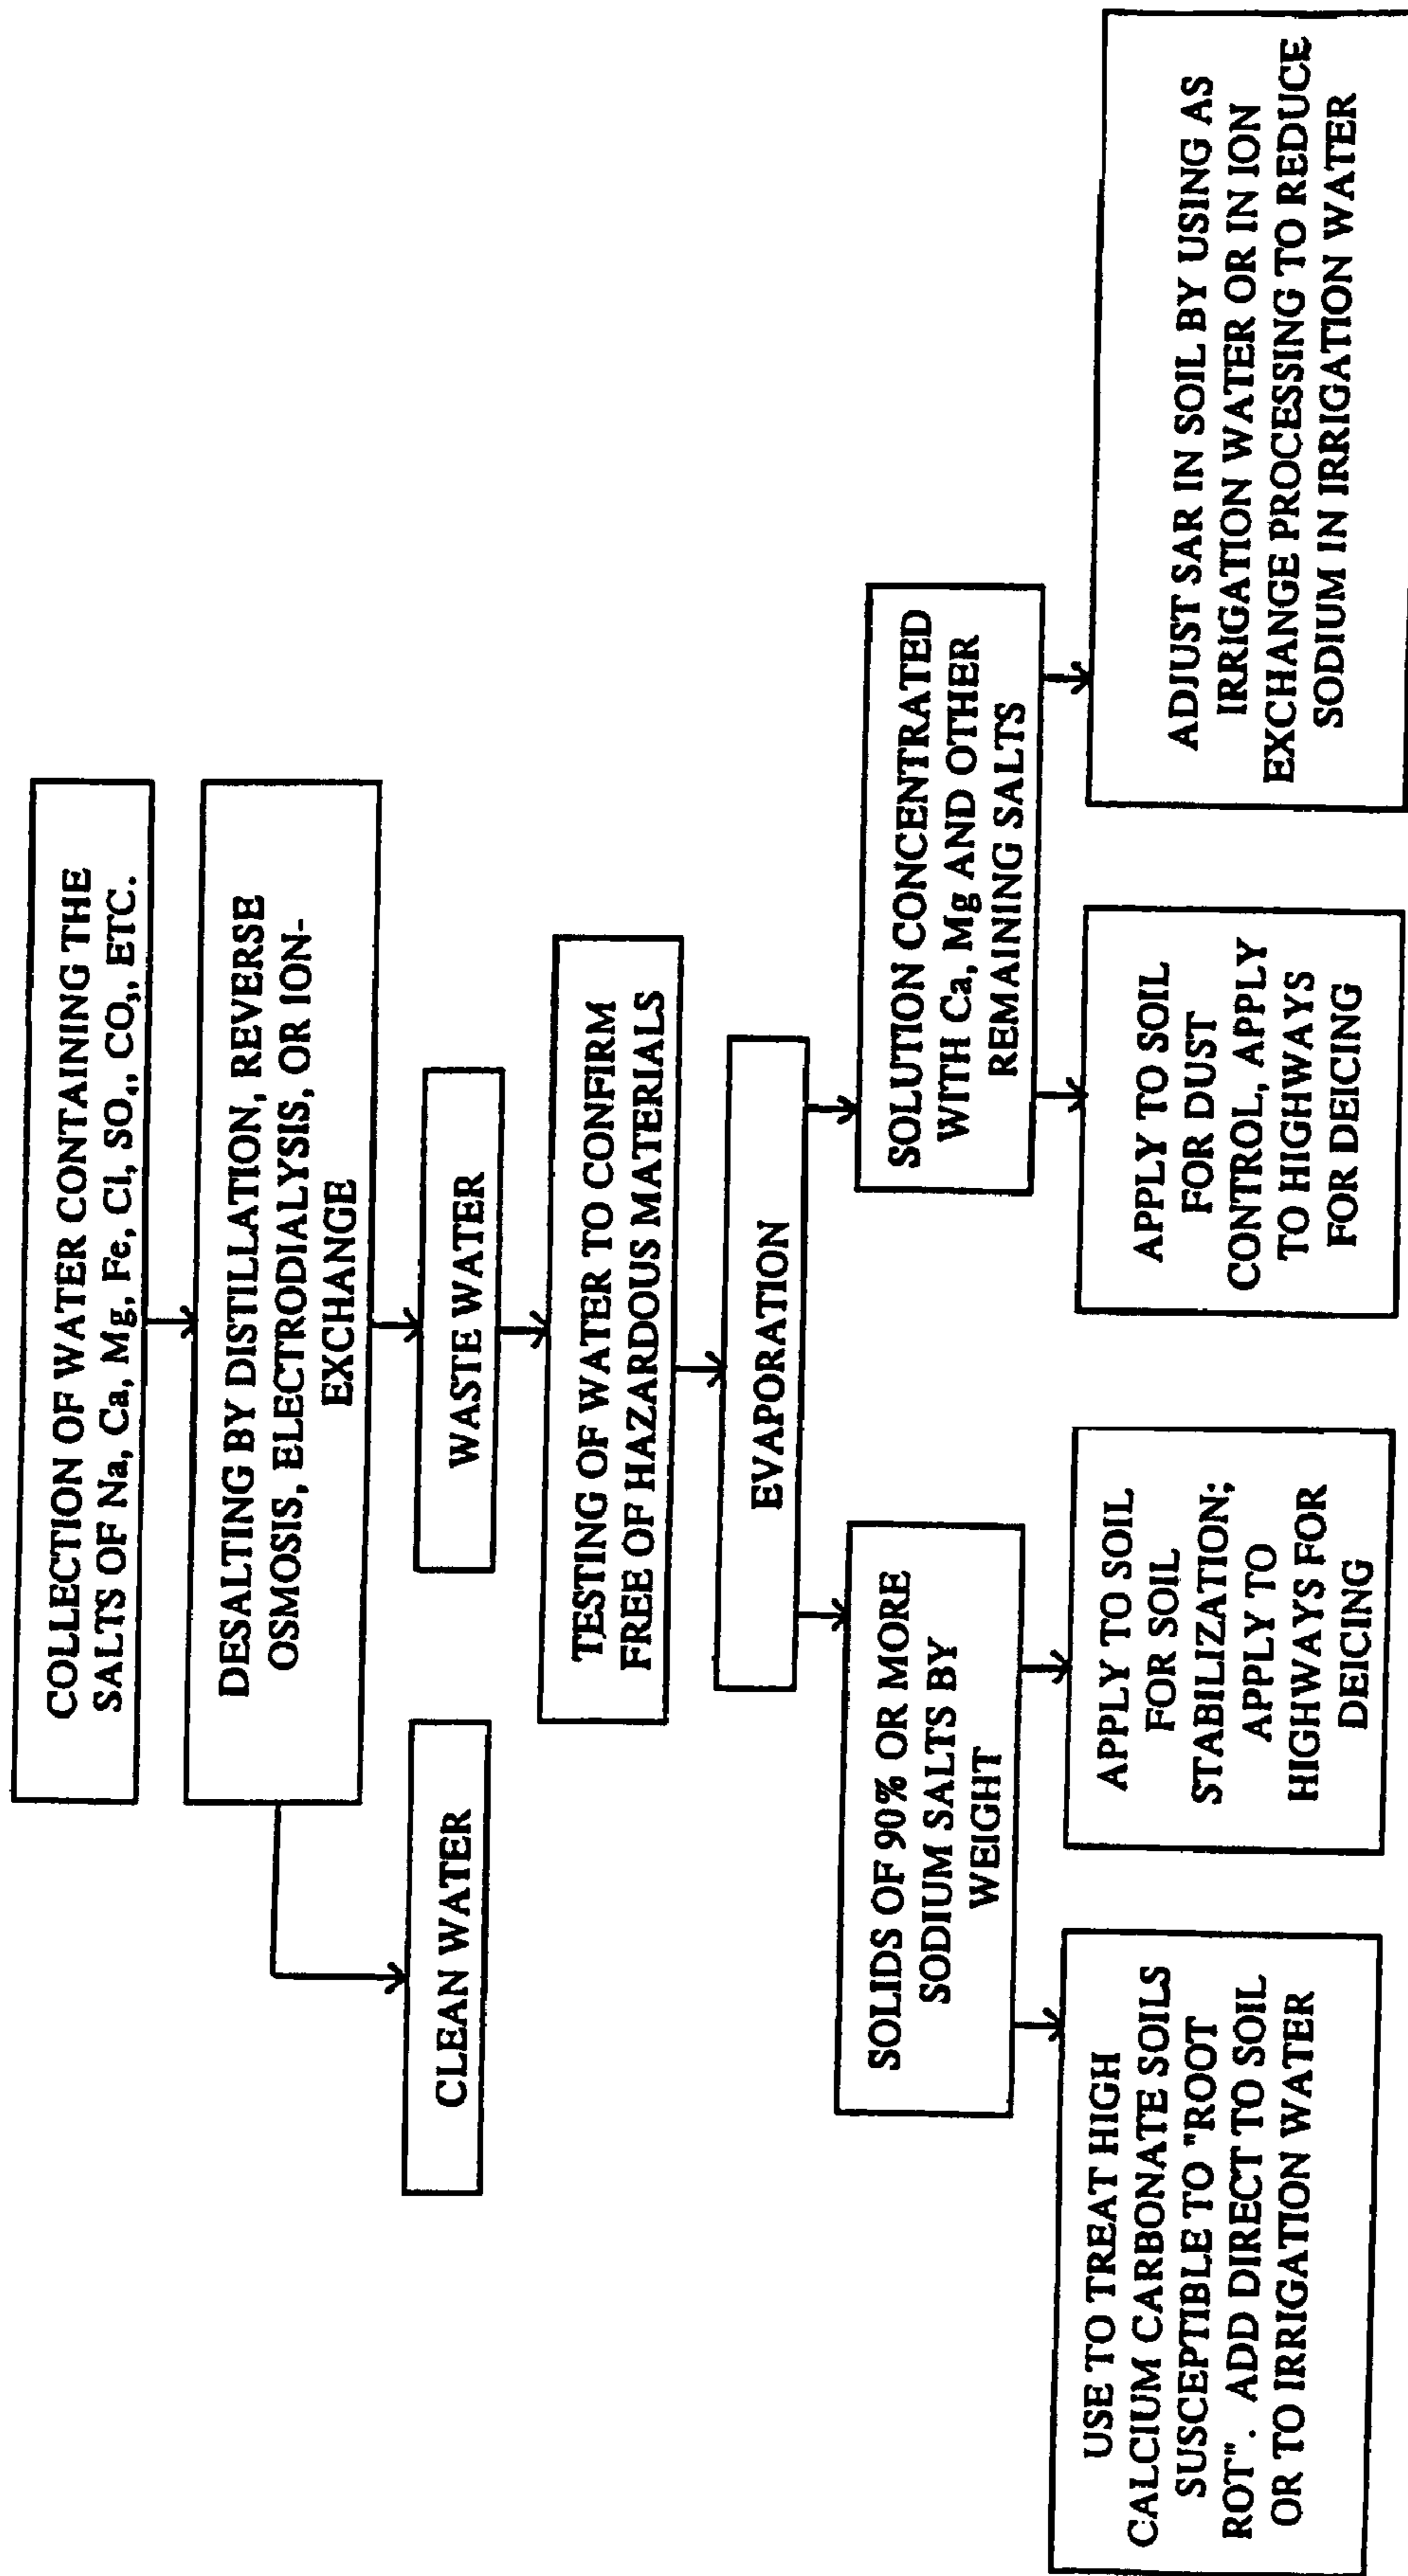 COLLECTION OF WATER CONTAINING THE
SALTS OF Na, Ca, Mg, Fe, Cl, SO₄, CO₃, ETC.
DESALTING BY DISTILLATION, REVERSE
OSMOSIS, ELECTRODIALYSIS, OR ION-
EXCHANGE
CLEAN WATER
WASTE WATER
TESTING OF WATER TO CONFIRM
FREE OF HAZARDOUS MATERIALS
EVAPORATION
SOLIDS OF 90% OR MORE
SODIUM SALTS BY
WEIGHT
SOLUTION CONCENTRATED
WITH Ca, Mg AND OTHER
REMAINING SALTS
USE TO TREAT HIGH
CALCIUM CARBONATE SOILS
SUSCEPTIBLE TO "ROOT
ROT". ADD DIRECT TO SOIL
OR TO IRRIGATION WATER
APPLY TO SOIL
FOR SOIL
STABILIZATION;
APPLY TO
HIGHWAYS FOR
DEICING
APPLY TO SOIL
FOR DUST
CONTROL, APPLY
TO HIGHWAYS
FOR DEICING
ADJUST SAR IN SOIL BY USING AS
IRRIGATION WATER OR IN ION
EXCHANGE PROCESSING TO REDUCE
SODIUM IN IRRIGATION WATER